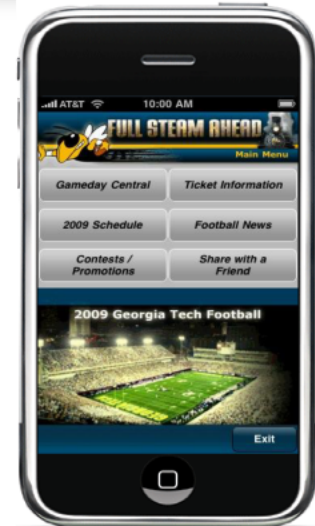 AT&T 10:00 AM
FULL STEAM AHEAD
Main Menu
Gameday Central Ticket Information
2009 Schedule Football News
Contests / Promotions Share with a Friend
2009 Georgia Tech Football
Exit